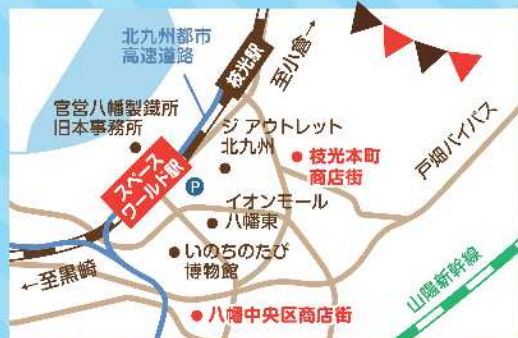 北九州都市
高速道路
枝光駅
至小倉→
官営八幡製鐵所
旧本事務所
ジ アウトレット
北九州
枝光本町
商店街
戸畑バイパス
スペース
ワールド駅
P
イオンモール
八幡東
いのちのたび
博物館
←至黒崎
八幡中央区商店街
山陽新幹線